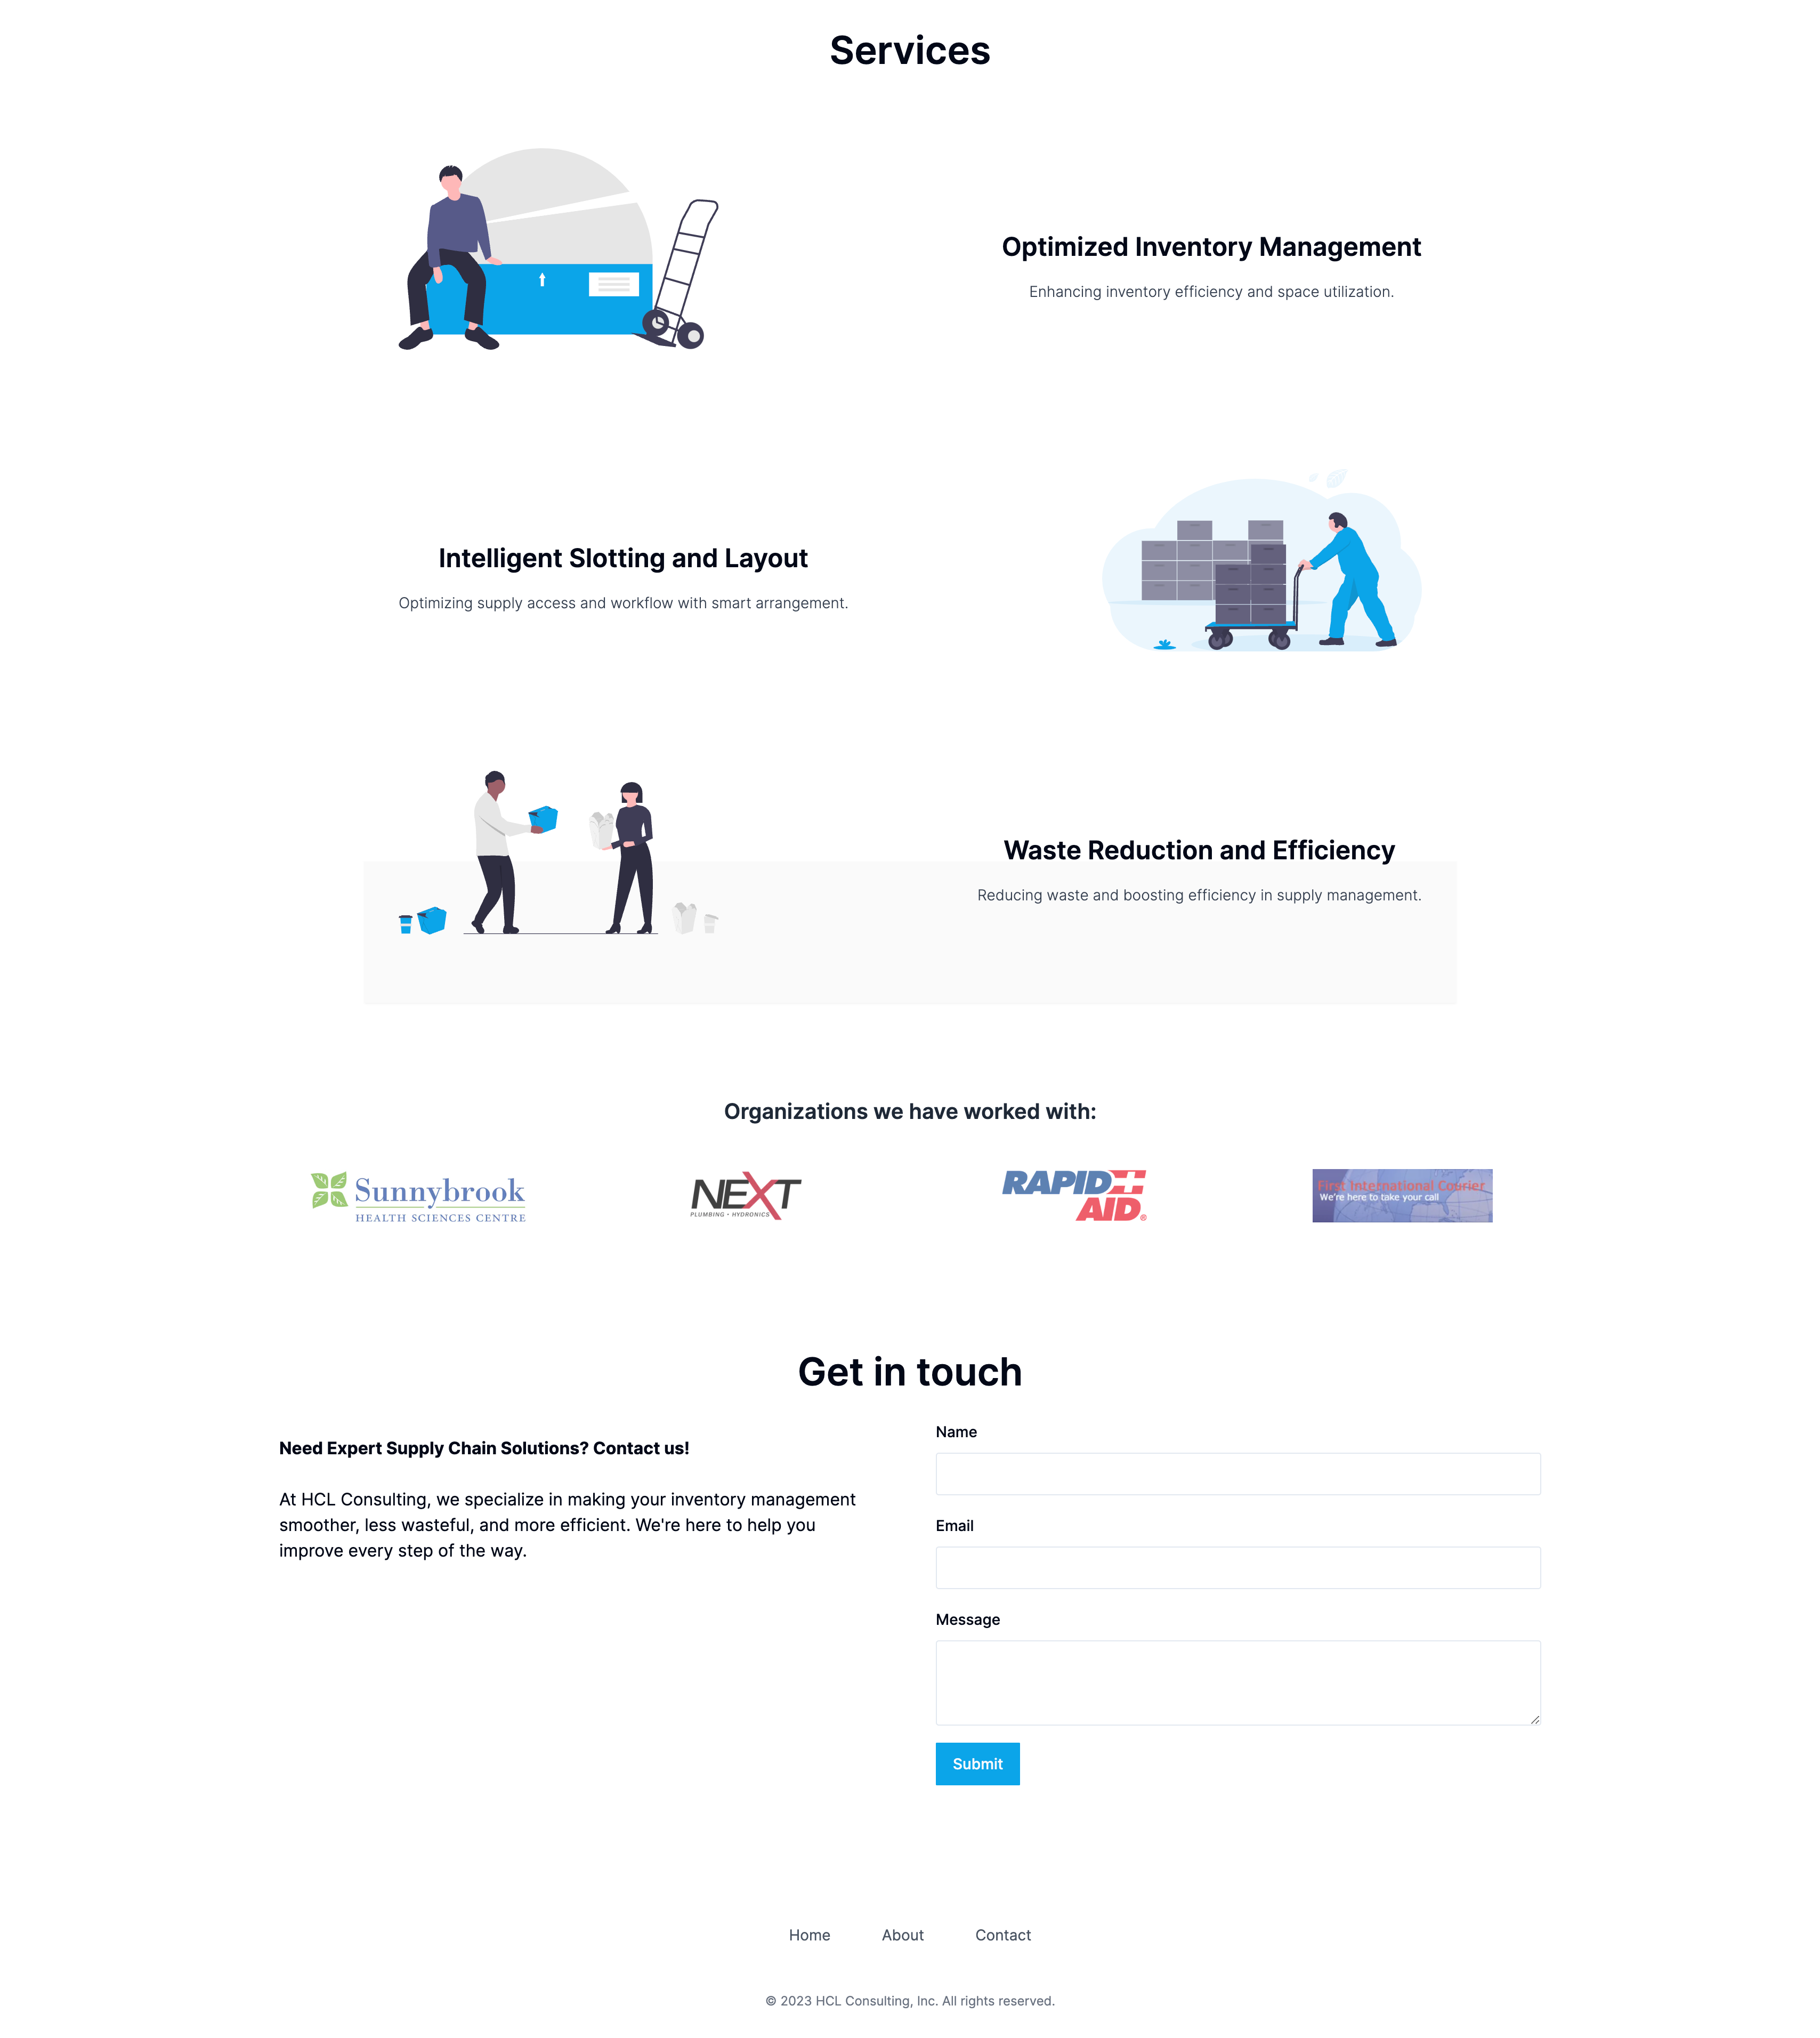 Services
Optimized Inventory Management
Enhancing inventory efficiency and space utilization.
Intelligent Slotting and Layout
Optimizing supply access and workflow with smart arrangement.
Waste Reduction and Efficiency
Reducing waste and boosting efficiency in supply management.
Organizations we have worked with:
Sunnybrook
HEALTH SCIENCES CENTRE
NEXT
PLUMBING • HYDRONICS
RAPID
AID®
First International Courier
We're here to take your call
Get in touch
Need Expert Supply Chain Solutions? Contact us!
At HCL Consulting, we specialize in making your inventory management
smoother, less wasteful, and more efficient. We're here to help you
improve every step of the way.
Name
Email
Message
Submit
Home About Contact
© 2023 HCL Consulting, Inc. All rights reserved.